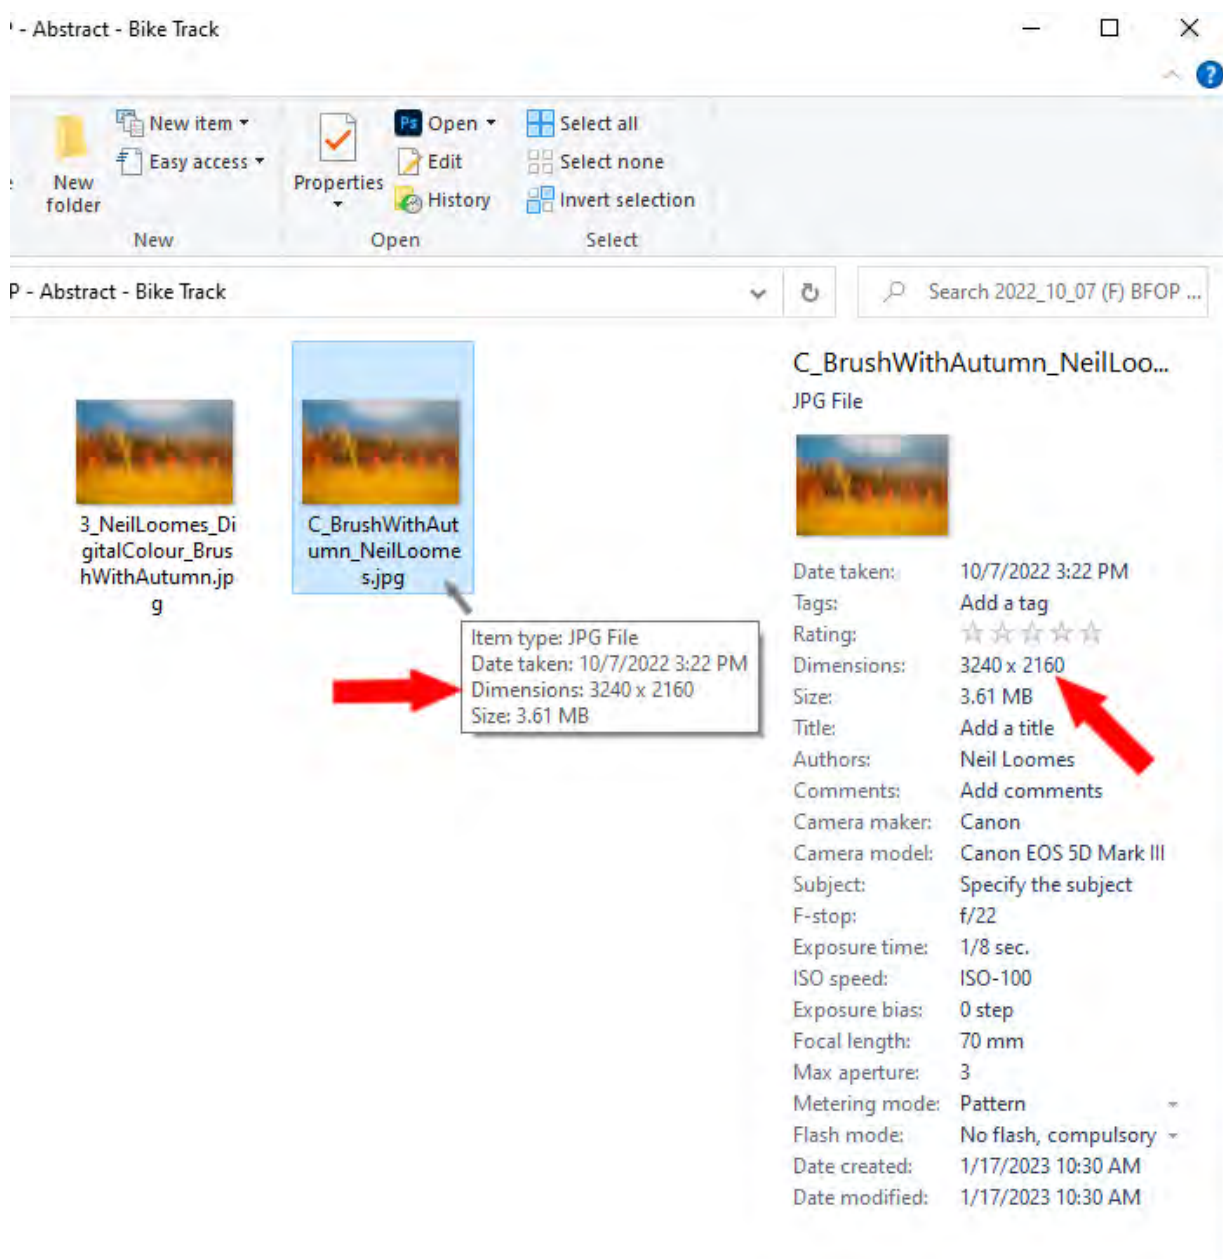 - Abstract - Bike Track
?
New item
Easy access
New
folder
Properties
Ps Open
Edit
History
Select all
Select none
Invert selection
New
Open
Select
P - Abstract - Bike Track
Search 2022_10_07 (F) BFOP ...
3_NeilLoomes_Di
gitalColour_Brus
hWithAutumn.jp
g
C_BrushWithAut
umn_NeilLoome
s.jpg
Item type: JPG File
Date taken: 10/7/2022 3:22 PM
Dimensions: 3240 x 2160
Size: 3.61 MB
C_BrushWithAutumn_NeilLoo...
JPG File
Date taken: 10/7/2022 3:22 PM
Tags: Add a tag
Rating:
Dimensions: 3240 x 2160
Size: 3.61 MB
Title: Add a title
Authors: Neil Loomes
Comments: Add comments
Camera maker: Canon
Camera model: Canon EOS 5D Mark III
Subject: Specify the subject
F-stop: f/22
Exposure time: 1/8 sec.
ISO speed: ISO-100
Exposure bias: 0 step
Focal length: 70 mm
Max aperture: 3
Metering mode: Pattern
Flash mode: No flash, compulsory
Date created: 1/17/2023 10:30 AM
Date modified: 1/17/2023 10:30 AM